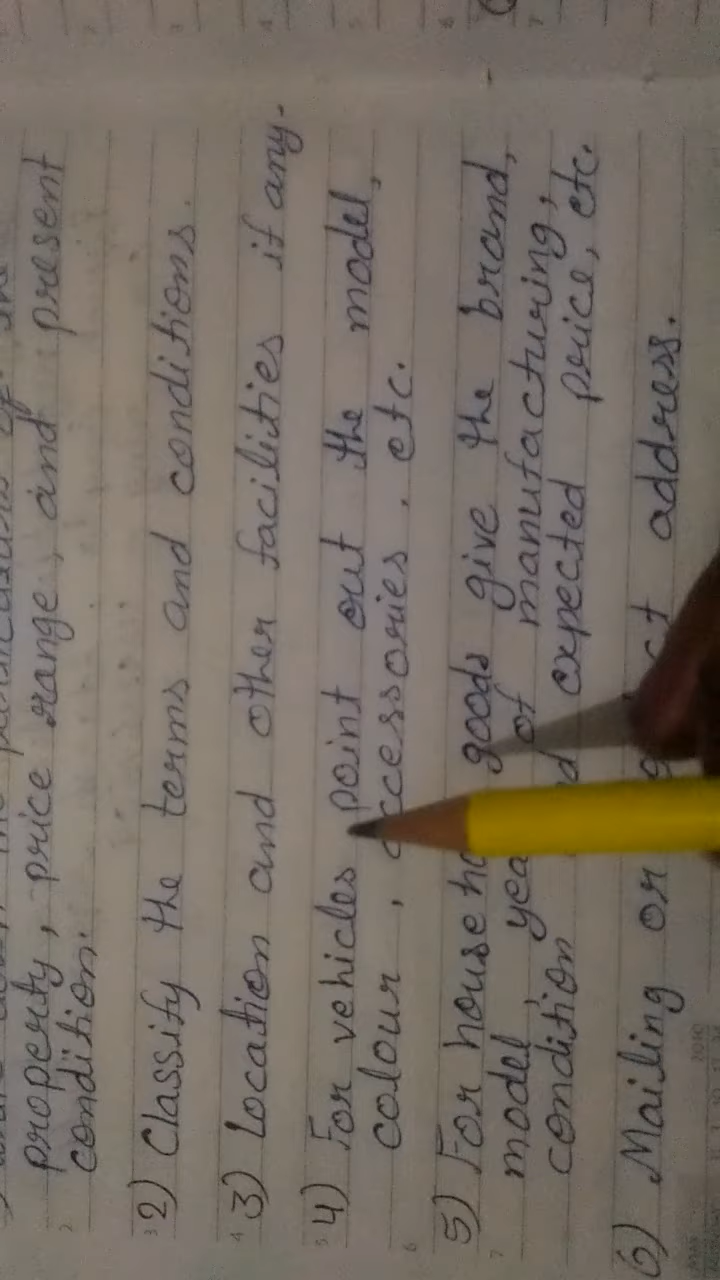 property, price range, and present
condition.
2) Classify the terms and conditions.
3) Location and other facilities if any.
4) For vehicles point out the model,
colour, accessories, etc.
5) For goods give the brand,
model, of manufacturing,
condition expected price, etc.
6) Mailing or address.